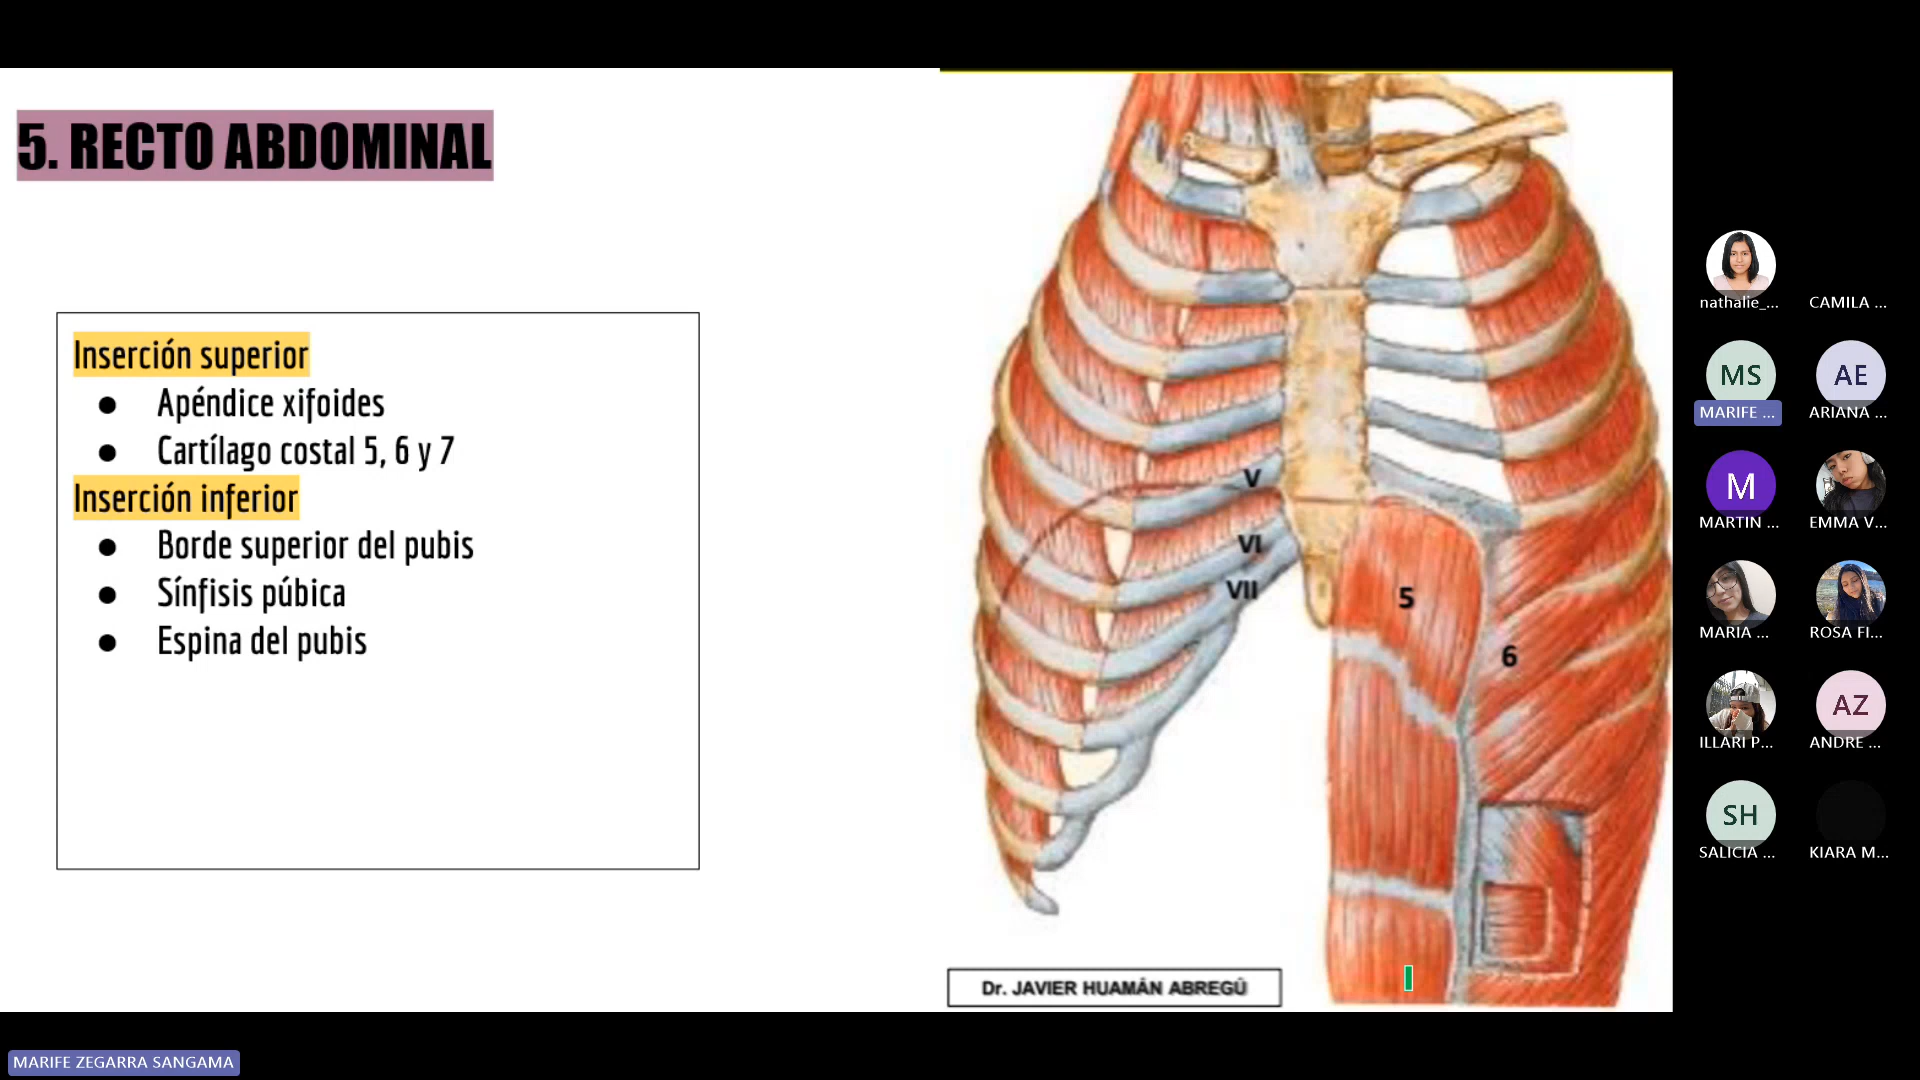 5. RECTO ABDOMINAL
Inserción superior
● Apéndice xifoides
● Cartílago costal 5, 6 y 7
Inserción inferior
● Borde superior del pubis
● Sínfisis púbica
● Espina del pubis
V
VI
VII
5
6
Dr. JAVIER HUAMÁN ABREGÚ
nathalie_...
CAMILA ...
MS
MARIFE ...
AE
ARIANA ...
M
MARTIN ...
EMMA V...
MARIA ...
ROSA FI...
ILLARI P...
AZ
ANDRE ...
SH
SALICIA ...
KIARA M...
MARIFE ZEGARRA SANGAMA